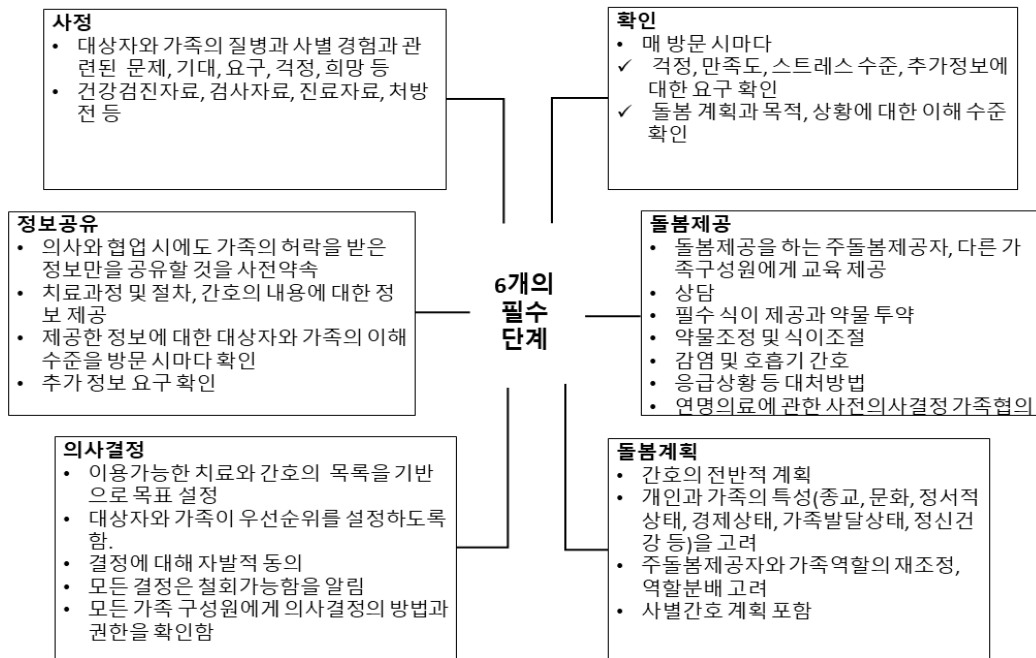 사정
• 대상자와 가족의 질병과 사별 경험과 관
련된 문제, 기대, 요구, 걱정, 희망 등
• 건강검진자료, 검사자료, 진료자료, 처방
전 등
정보공유
• 의사와 협업 시에도 가족의 허락을 받은
정보만을 공유할 것을 사전약속
• 치료과정 및 절차, 간호의 내용에 대한 정
보 제공
• 제공한 정보에 대한 대상자와 가족의 이해
수준을 방문 시마다 확인
• 추가 정보 요구 확인
의사결정
• 이용가능한 치료와 간호의 목록을 기반
으로 목표 설정
• 대상자와 가족이 우선순위를 설정하도록
함.
• 결정에 대해 자발적 동의
• 모든 결정은 철회가능함을 알림
• 모든 가족 구성원에게 의사결정의 방법과
권한을 확인함
6개의
필수
단계
확인
• 매 방문 시마다
✓ 걱정, 만족도, 스트레스 수준, 추가정보에
대한 요구 확인
✓ 돌봄 계획과 목적, 상황에 대한 이해 수준
확인
돌봄제공
• 돌봄제공을 하는 주돌봄제공자, 다른 가
족구성원에게 교육 제공
• 상담
• 필수 식이 제공과 약물 투약
• 약물조정 및 식이조절
• 감염 및 호흡기 간호
• 응급상황 등 대처방법
• 연명의료에 관한 사전의사결정 가족협의
돌봄계획
• 간호의 전반적 계획
• 개인과 가족의 특성(종교, 문화, 정서적
상태, 경제상태, 가족발달상태, 정신건
강 등)을 고려
• 주돌봄제공자와 가족역할의 재조정,
역할분배 고려
• 사별간호 계획 포함